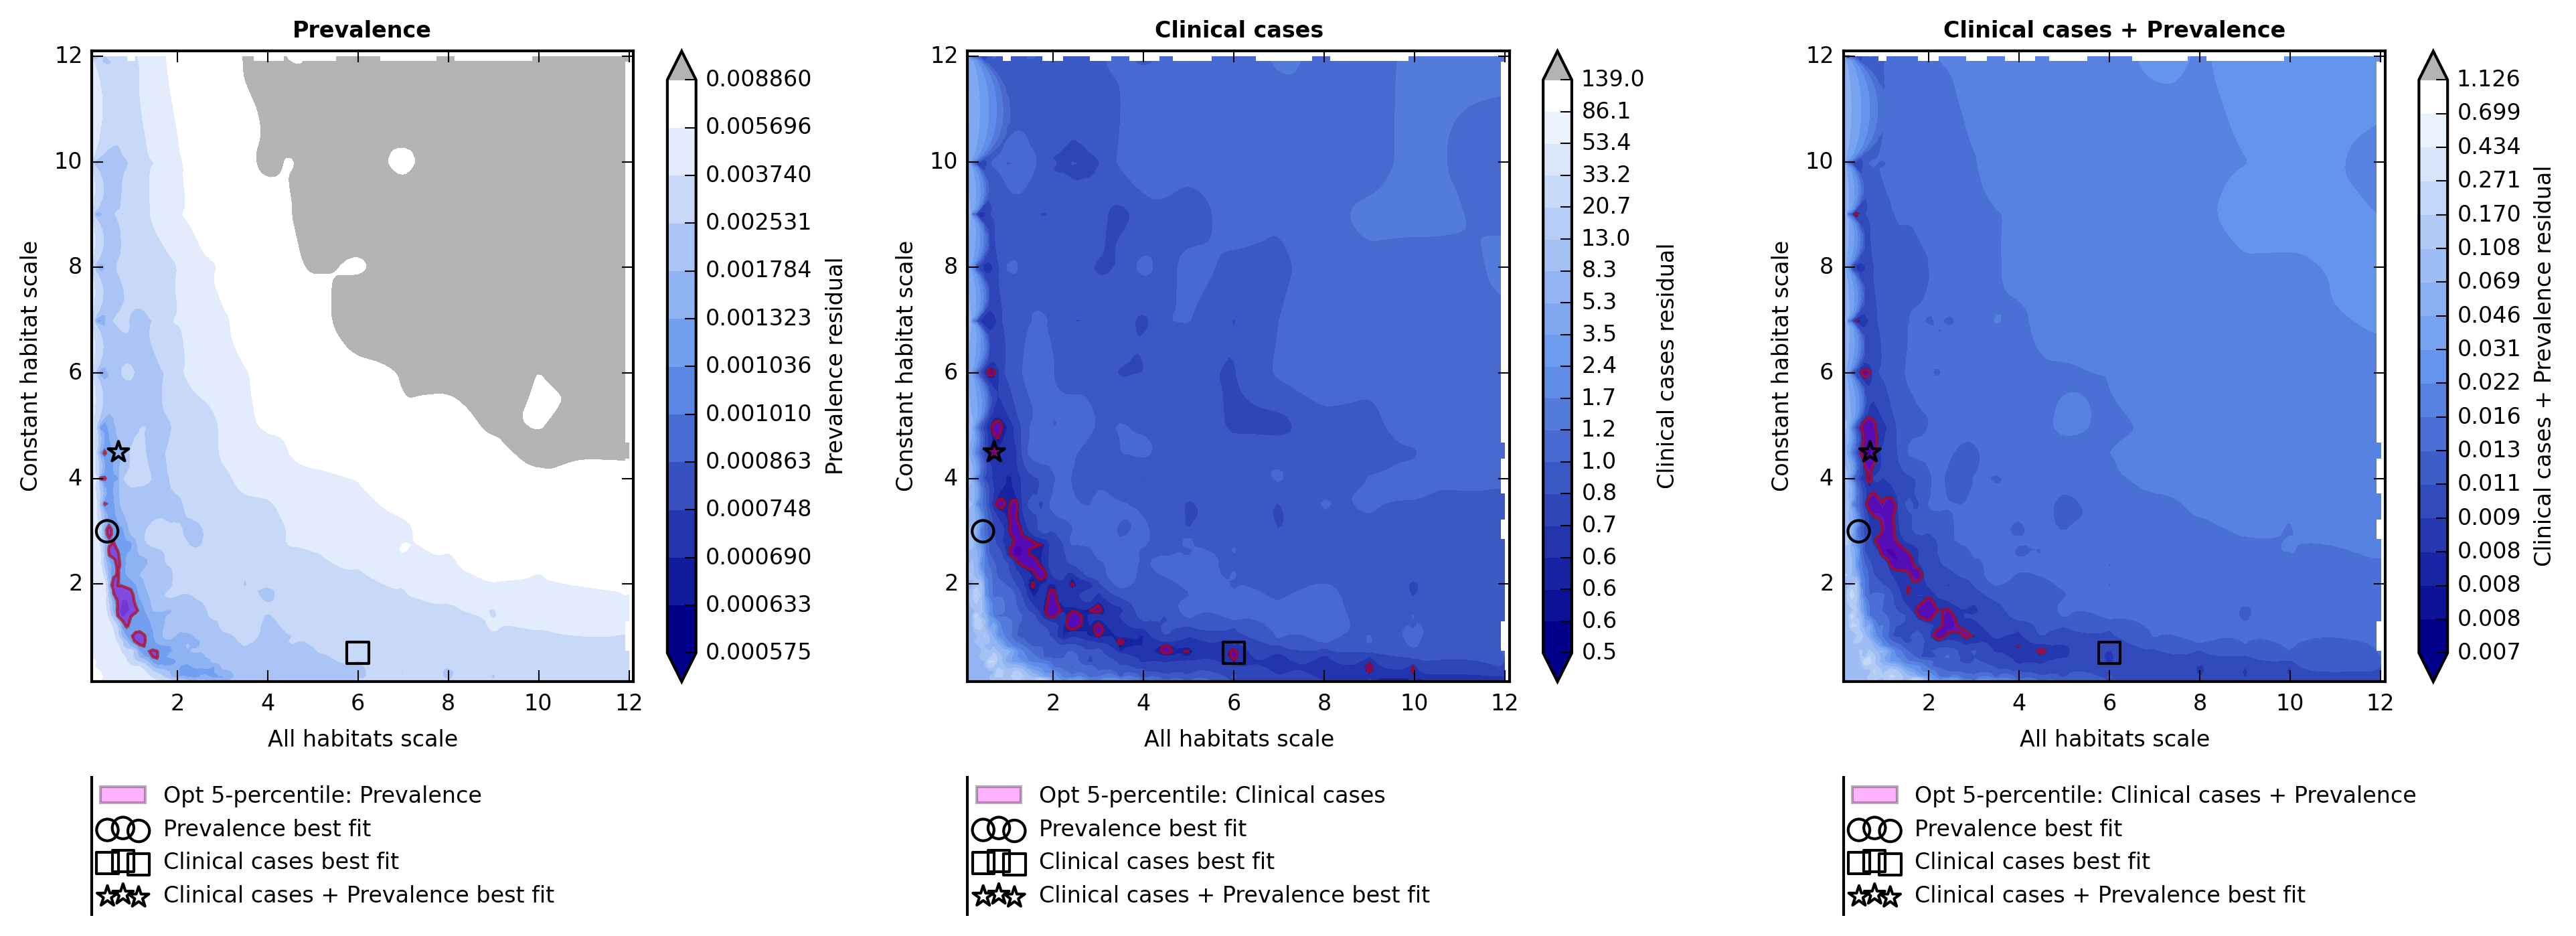 Prevalence
12
10
8
6
4
2
Constant habitat scale
2 4 6 8 10 12
All habitats scale
0.008860
0.005696
0.003740
0.002531
0.001784
0.001323
0.001036
0.001010
0.000863
0.000748
0.000690
0.000633
0.000575
Prevalence residual
Opt 5-percentile: Prevalence
Prevalence best fit
Clinical cases best fit
Clinical cases + Prevalence best fit
Clinical cases
12
10
8
6
4
2
Constant habitat scale
2 4 6 8 10 12
All habitats scale
139.0
86.1
53.4
33.2
20.7
13.0
8.3
5.3
3.5
2.4
1.7
1.2
1.0
0.8
0.7
0.6
0.6
0.6
0.5
Clinical cases residual
Opt 5-percentile: Clinical cases
Prevalence best fit
Clinical cases best fit
Clinical cases + Prevalence best fit
Clinical cases + Prevalence
12
10
8
6
4
2
Constant habitat scale
2 4 6 8 10 12
All habitats scale
1.126
0.699
0.434
0.271
0.170
0.108
0.069
0.046
0.031
0.022
0.016
0.013
0.011
0.009
0.008
0.008
0.008
0.007
Clinical cases + Prevalence residual
Opt 5-percentile: Clinical cases + Prevalence
Prevalence best fit
Clinical cases best fit
Clinical cases + Prevalence best fit